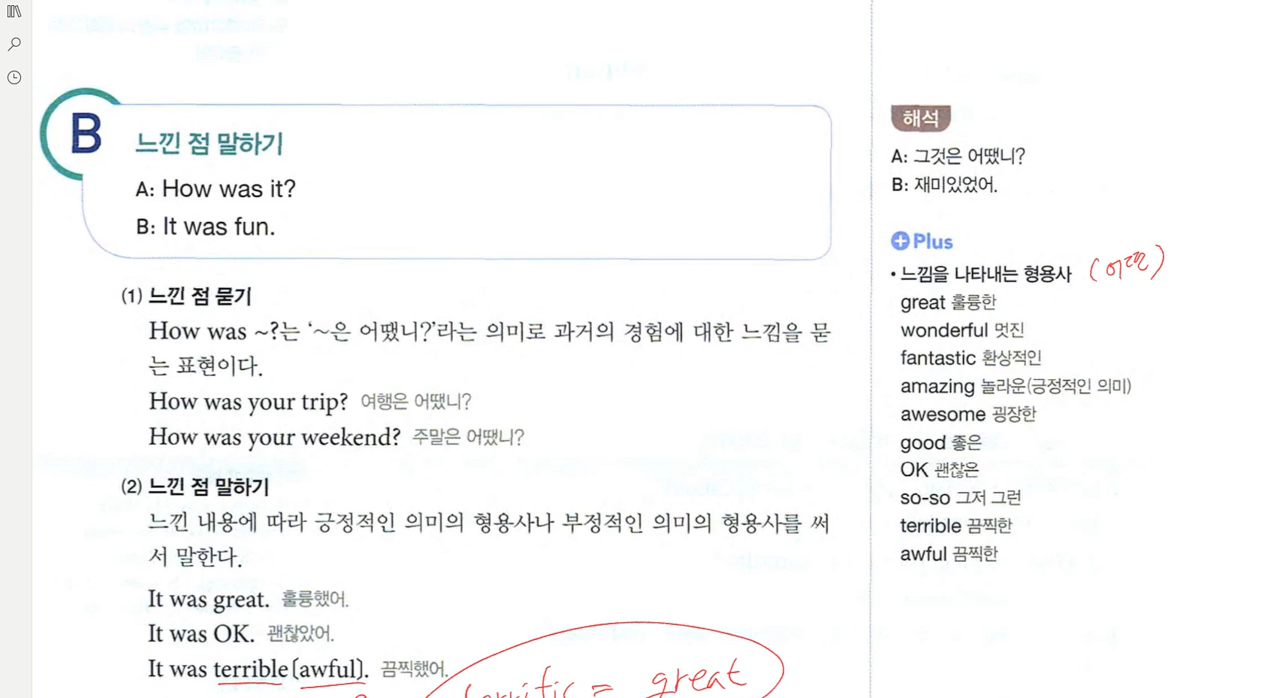 B
느낀 점 말하기
A: How was it?
B: It was fun.
(1) 느낀 점 묻기
How was ~?는 ‘~은 어땠니?’라는 의미로 과거의 경험에 대한 느낌을 묻
는 표현이다.
How was your trip? 여행은 어땠니?
How was your weekend? 주말은 어땠니?
(2) 느낀 점 말하기
느낀 내용에 따라 긍정적인 의미의 형용사나 부정적인 의미의 형용사를 써
서 말한다.
It was great. 훌륭했어.
It was OK. 괜찮았어.
It was terrible(awful). 끔찍했어.
terrific = great
해석
A: 그것은 어땠니?
B: 재미있었어.
Plus
• 느낌을 나타내는 형용사 (어떤)
great 훌륭한
wonderful 멋진
fantastic 환상적인
amazing 놀라운(긍정적인 의미)
awesome 굉장한
good 좋은
OK 괜찮은
so-so 그저 그런
terrible 끔찍한
awful 끔찍한